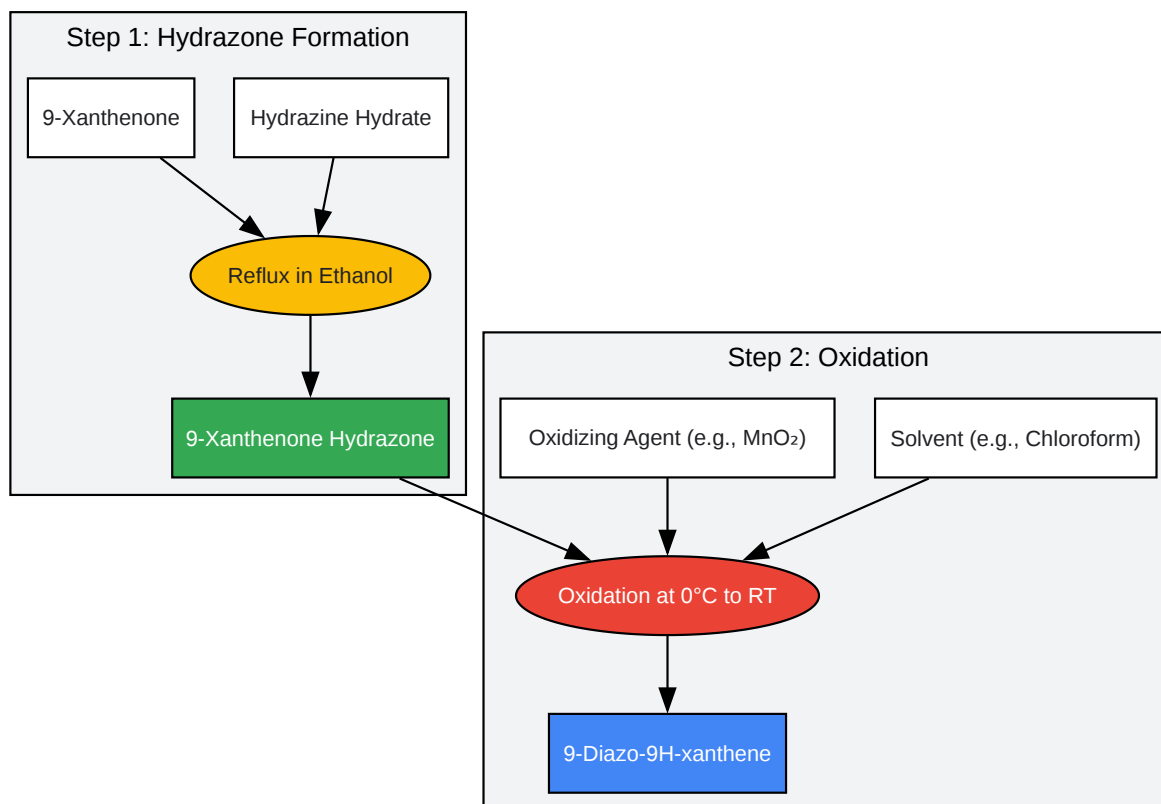 Step 1: Hydrazone Formation
9-Xanthenone
Hydrazine Hydrate
Reflux in Ethanol
9-Xanthenone Hydrazone
Step 2: Oxidation
Oxidizing Agent (e.g., MnO₂)
Solvent (e.g., Chloroform)
Oxidation at 0°C to RT
9-Diazo-9H-xanthene